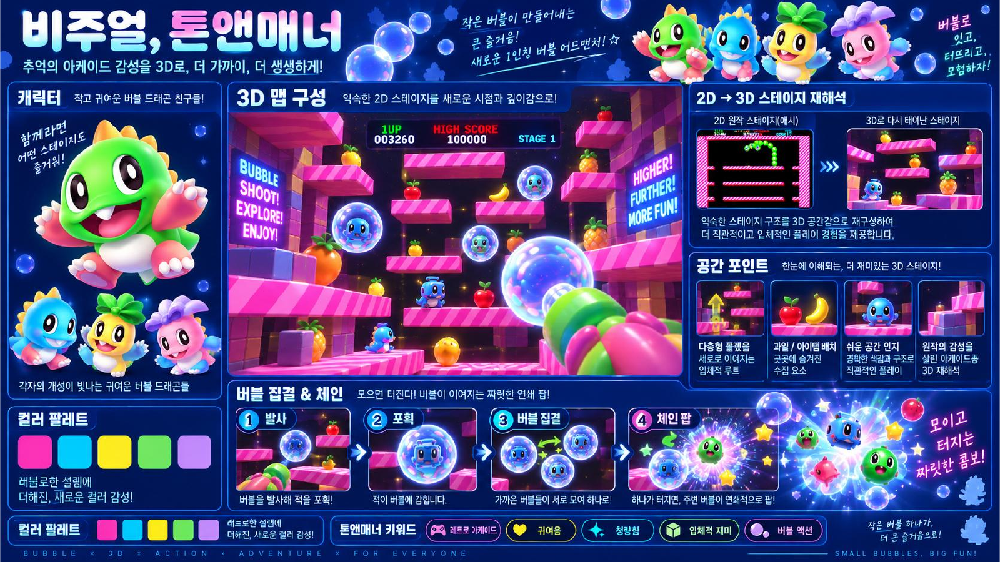 비주얼, 톤앤매너
추억의 아케이드 감성을 3D로, 더 가까이, 더 생생하게!
작은 버블이 만들어내는
큰 즐거움!
새로운 1인칭 버블 어드벤처! ☆
버블로
잇고,
터뜨리고,
모험하자!
캐릭터
작고 귀여운 버블 드래곤 친구들!
함께라면
어떤 스테이지도
즐거워!
각자의 개성이 빛나는 귀여운 버블 드래곤들
컬러 팔레트
더해진, 새로운 컬러 감성!
3D 맵 구성
익숙한 2D 스테이지를 새로운 시점과 깊이감으로!
1UP
003260
HIGH SCORE
100000
STAGE 1
BUBBLE
SHOOT!
EXPLORE!
ENJOY!
HIGHER!
FURTHER!
MORE FUN!
2D → 3D 스테이지 재해석
2D 원작 스테이지(예시)
3D로 다시 태어난 스테이지
익숙한 스테이지 구조를 3D 공간감으로 재구성하여
더 직관적이고 입체적인 플레이 경험을 제공합니다.
공간 포인트
한눈에 이해되는, 더 재미있는 3D 스테이지!
다층형
세로로 이어지는
입체적 루트
과일 / 아이템 배치
곳곳에 숨겨진
수집 요소
쉬운 공간 인지
명확한 색감과 구조로
직관적인 플레이
원작의 감성을
살린 아케이드풍
3D 재해석
버블 집결 & 체인
모으면 터진다! 버블이 이어지는 짜릿한 연쇄 팝!
1 발사
버블을 발사해 적을 포획!
2 포획
적이 버블에 갇힙니다.
3 버블 집결
가까운 버블들이 서로 모여 하나로!
4 체인 팝
하나가 터지면, 주변 버블이 연쇄적으로 팝!
모이고
터지는
짜릿한 콤보!
컬러 팔레트
더해진, 새로운 컬러 감성!
톤앤매너 키워드
레트로 아케이드
귀여움
청량함
입체적 재미
버블 액션
작은 버블 하나가,
더 큰 즐거움으로!
BUBBLE × 3D × ACTION × ADVENTURE × FOR EVERYONE
SMALL BUBBLES, BIG FUN!